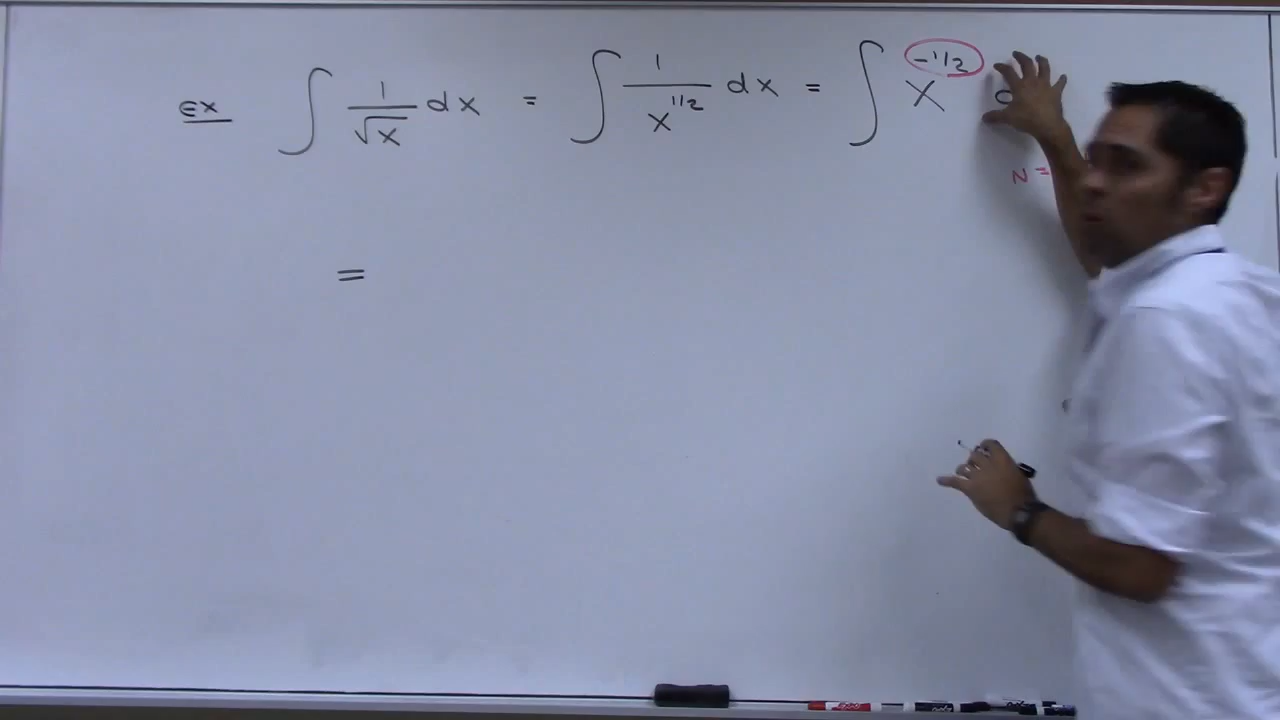 ex ∫ 1/√x dx = ∫ 1/x^1/2 dx = ∫ x^-1/2 d
N =
=